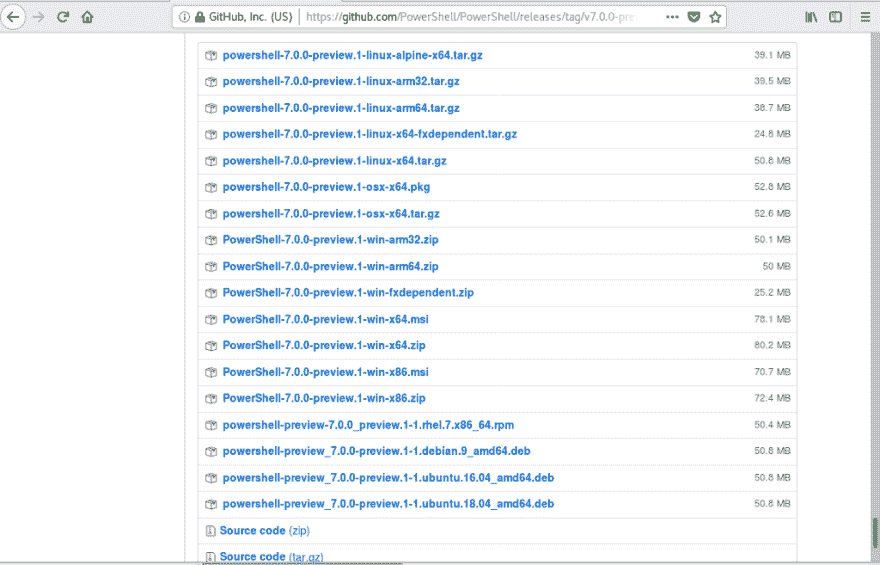 GitHub, Inc. (US) https://github.com/PowerShell/PowerShell/releases/tag/v7.0.0-pre
powershell-7.0.0-preview.1-linux-alpine-x64.tar.gz 39.1 MB
powershell-7.0.0-preview.1-linux-arm32.tar.gz 39.5 MB
powershell-7.0.0-preview.1-linux-arm64.tar.gz 38.7 MB
powershell-7.0.0-preview.1-linux-x64-fxdependent.tar.gz 24.8 MB
powershell-7.0.0-preview.1-linux-x64.tar.gz 50.8 MB
powershell-7.0.0-preview.1-osx-x64.pkg 52.8 MB
powershell-7.0.0-preview.1-osx-x64.tar.gz 52.6 MB
PowerShell-7.0.0-preview.1-win-arm32.zip 50.1 MB
PowerShell-7.0.0-preview.1-win-arm64.zip 50 MB
PowerShell-7.0.0-preview.1-win-fxdependent.zip 25.2 MB
PowerShell-7.0.0-preview.1-win-x64.msi 78.1 MB
PowerShell-7.0.0-preview.1-win-x64.zip 80.2 MB
PowerShell-7.0.0-preview.1-win-x86.msi 70.7 MB
PowerShell-7.0.0-preview.1-win-x86.zip 72.4 MB
powershell-preview-7.0.0_preview.1-1.rhel.7.x86_64.rpm 50.4 MB
powershell-preview_7.0.0-preview.1-1.debian.9_amd64.deb 50.8 MB
powershell-preview_7.0.0-preview.1-1.ubuntu.16.04_amd64.deb 50.8 MB
powershell-preview_7.0.0-preview.1-1.ubuntu.18.04_amd64.deb 50.8 MB
Source code (zip)
Source code (tar.gz)